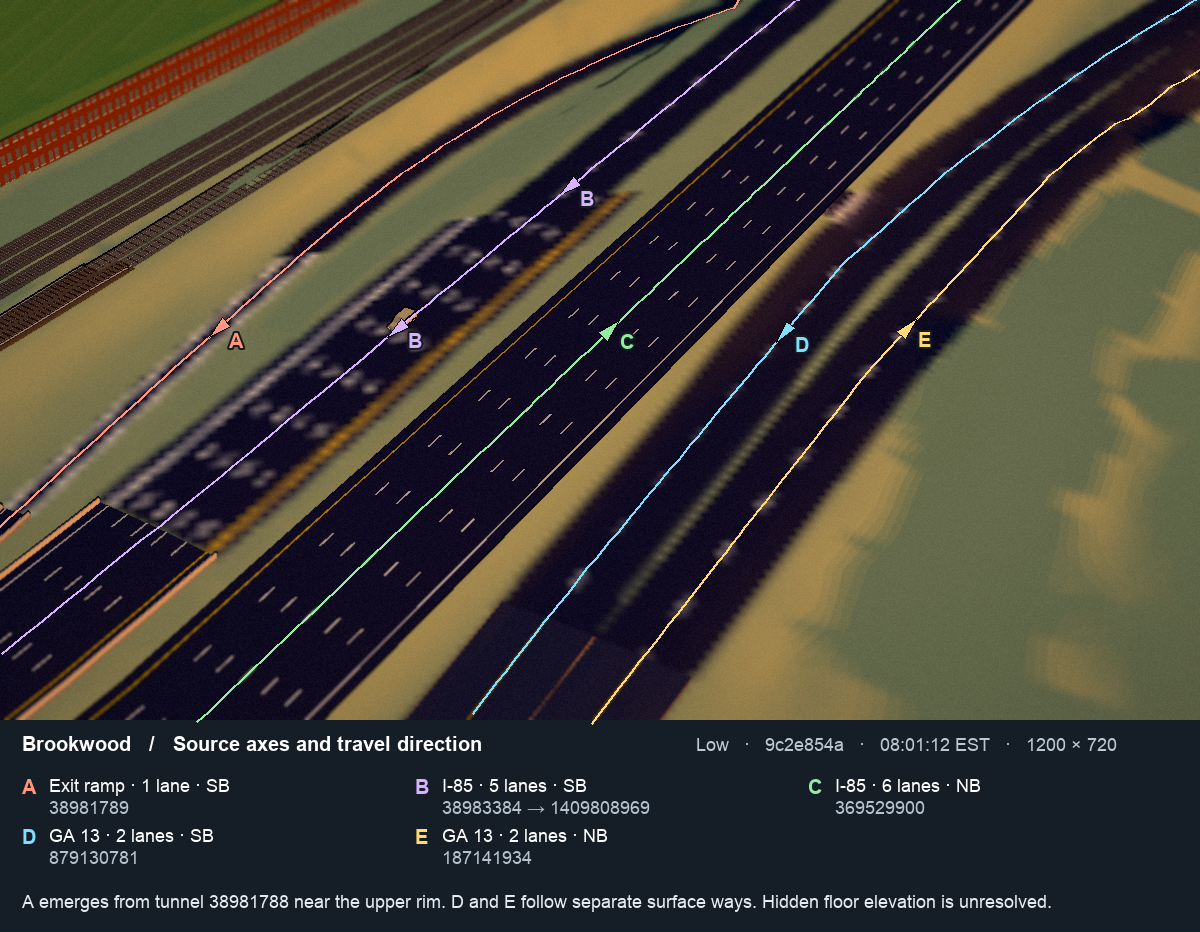 B
A
B
C
D
E
Brookwood / Source axes and travel direction
Low · 9c2e854a · 08:01:12 EST · 1200 × 720
A Exit ramp · 1 lane · SB
38981789
B I-85 · 5 lanes · SB
38983384 → 1409808969
C I-85 · 6 lanes · NB
369529900
D GA 13 · 2 lanes · SB
879130781
E GA 13 · 2 lanes · NB
187141934
A emerges from tunnel 38981788 near the upper rim. D and E follow separate surface ways. Hidden floor elevation is unresolved.